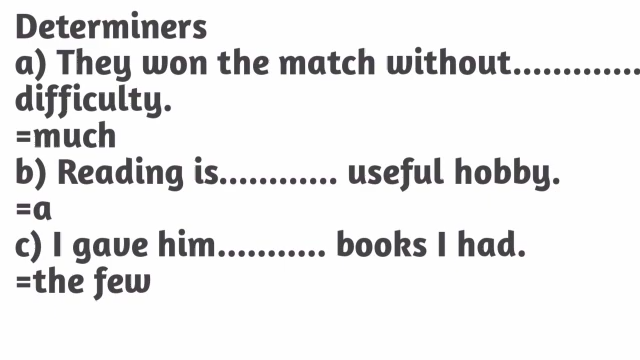 Determiners
a) They won the match without.............
difficulty.
=much
b) Reading is............ useful hobby.
=a
c) I gave him........... books I had.
=the few